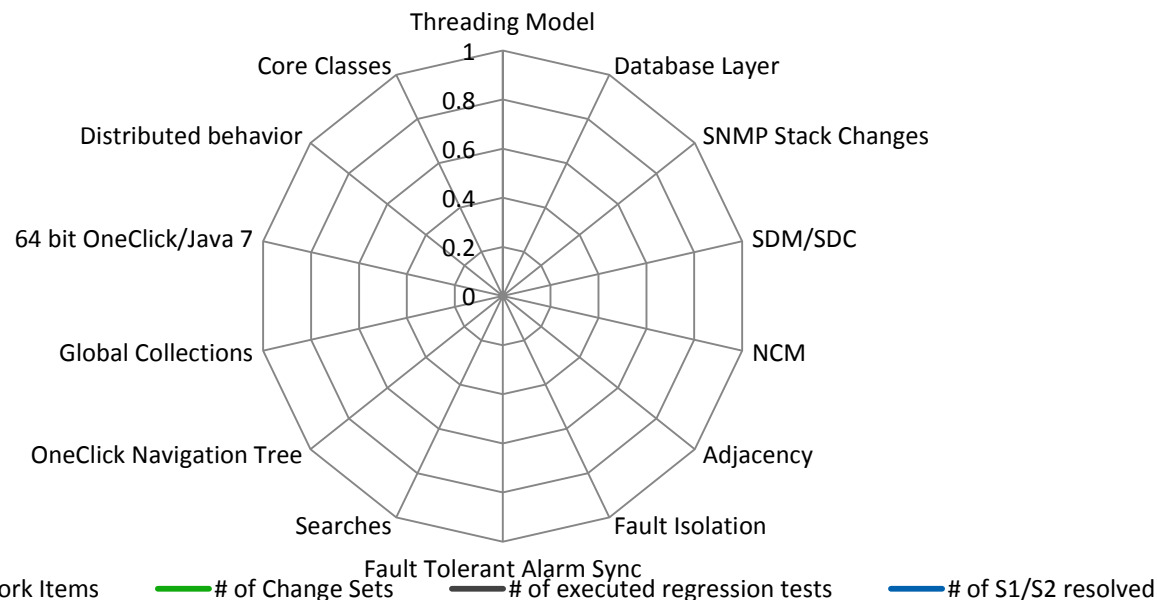 Threading Model
Core Classes
Database Layer
Distributed behavior
SNMP Stack Changes
64 bit OneClick/Java 7
SDM/SDC
Global Collections
NCM
OneClick Navigation Tree
Adjacency
Searches
Fault Isolation
Fault Tolerant Alarm Sync
1
0.8
0.6
0.4
0.2
0
ork Items
# of Change Sets
# of executed regression tests
# of S1/S2 resolved